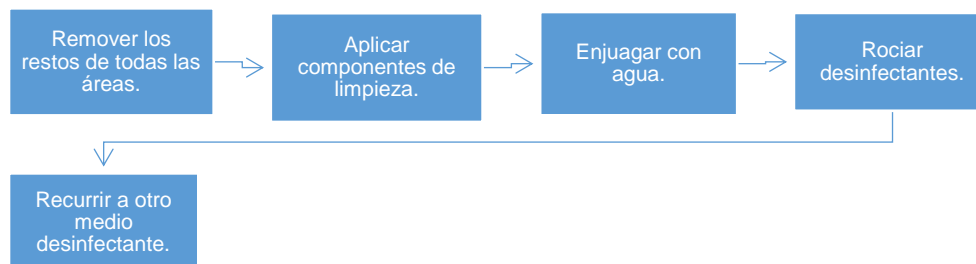 Remover los
restos de todas las
áreas.
Aplicar
componentes de
limpieza.
Enjuagar con
agua.
Rociar
desinfectantes.
Recurrir a otro
medio
desinfectante.